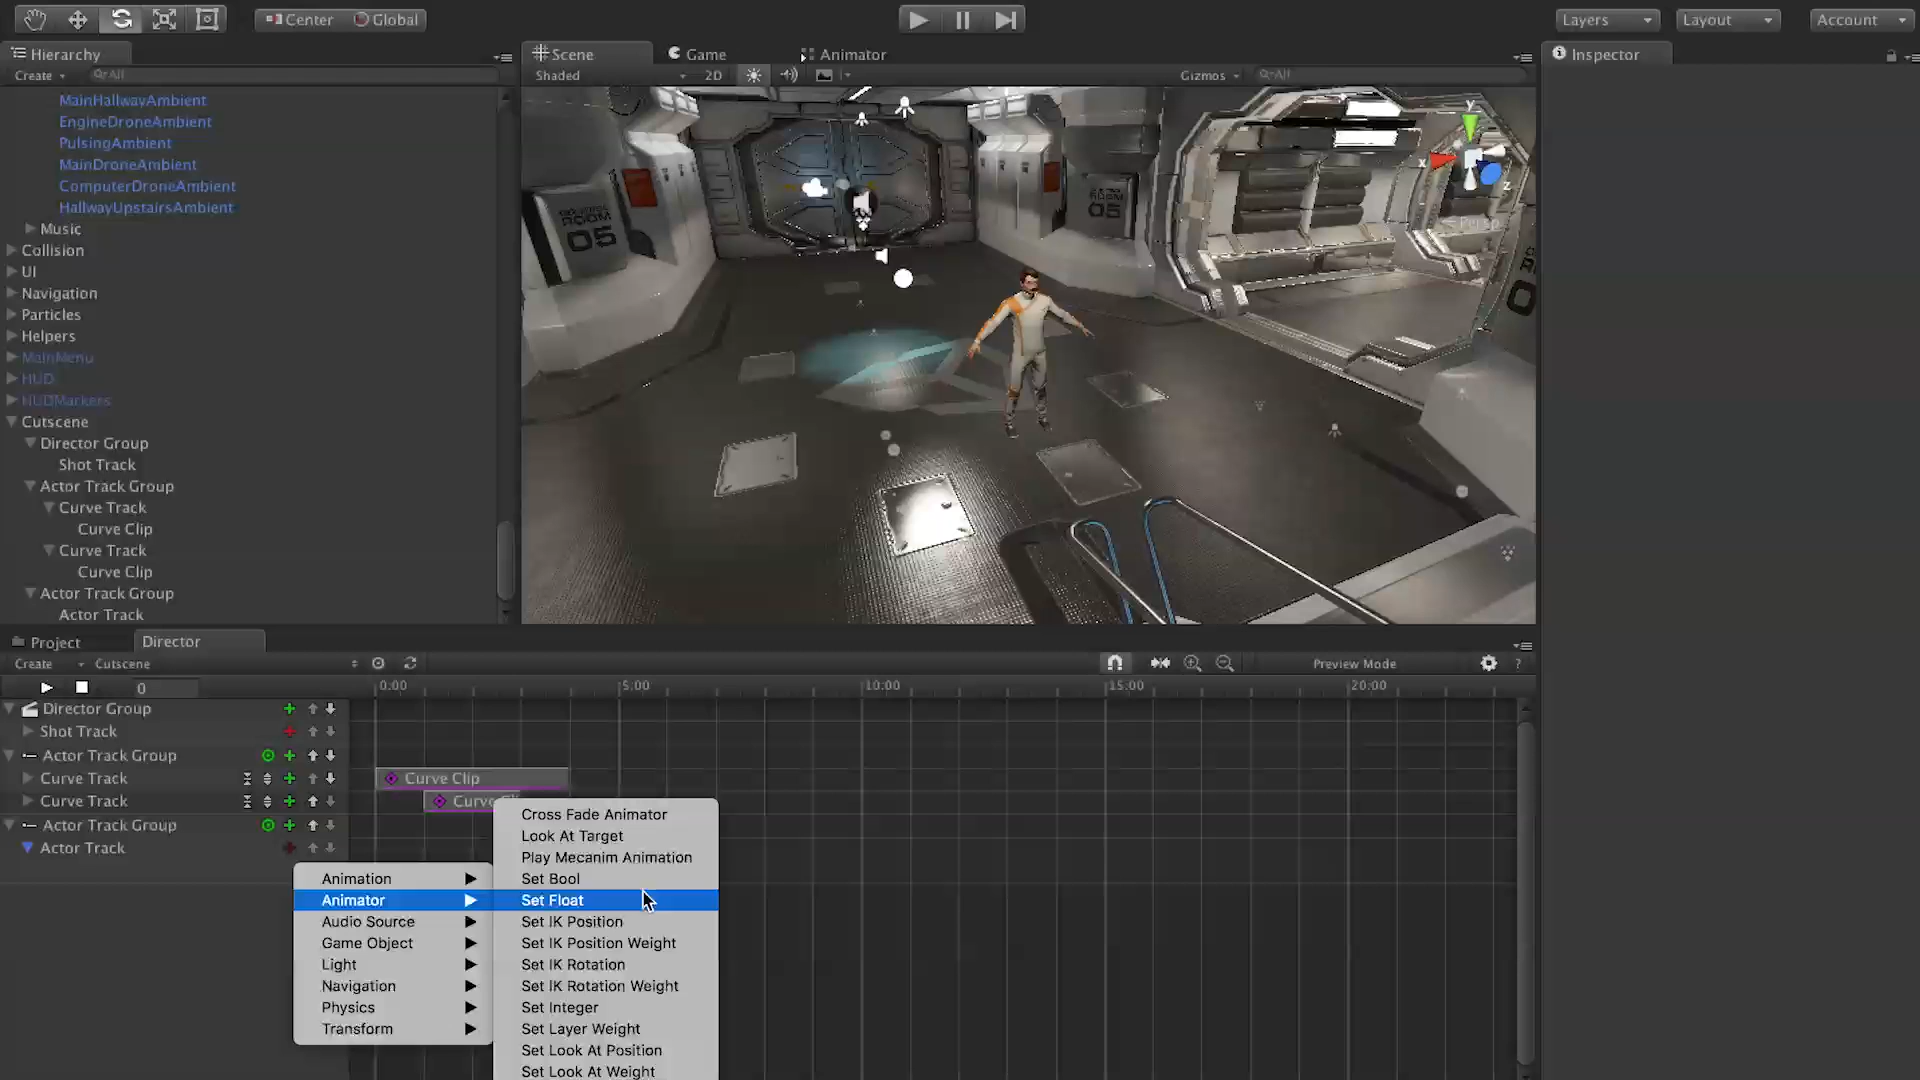 Center Global Layers Layout Account
Hierarchy Scene Game Animator Inspector
Create All Shaded 2D Gizmos All
MainHallwayAmbient
EngineDroneAmbient
PulsingAmbient
MainDroneAmbient
ComputerDroneAmbient
HallwayUpstairsAmbient
Music
Collision
UI
Navigation
Particles
Helpers
MainMenu
HUD
HUDMarkers
Cutscene
Director Group
Shot Track
Actor Track Group
Curve Track
Curve Clip
Curve Track
Curve Clip
Actor Track Group
Actor Track
ROOM
05
ROOM
05
y
x
z
Persp
Project Director
Create Cutscene Preview Mode ?
0 0:00 5:00 10:00 15:00 20:00
Director Group
Shot Track
Actor Track Group
Curve Track Curve Clip
Curve Track
Actor Track Group
Actor Track
Animation
Animator
Audio Source
Game Object
Light
Navigation
Physics
Transform
Cross Fade Animator
Look At Target
Play Mecanim Animation
Set Bool
Set Float
Set IK Position
Set IK Position Weight
Set IK Rotation
Set IK Rotation Weight
Set Integer
Set Layer Weight
Set Look At Position
Set Look At Weight